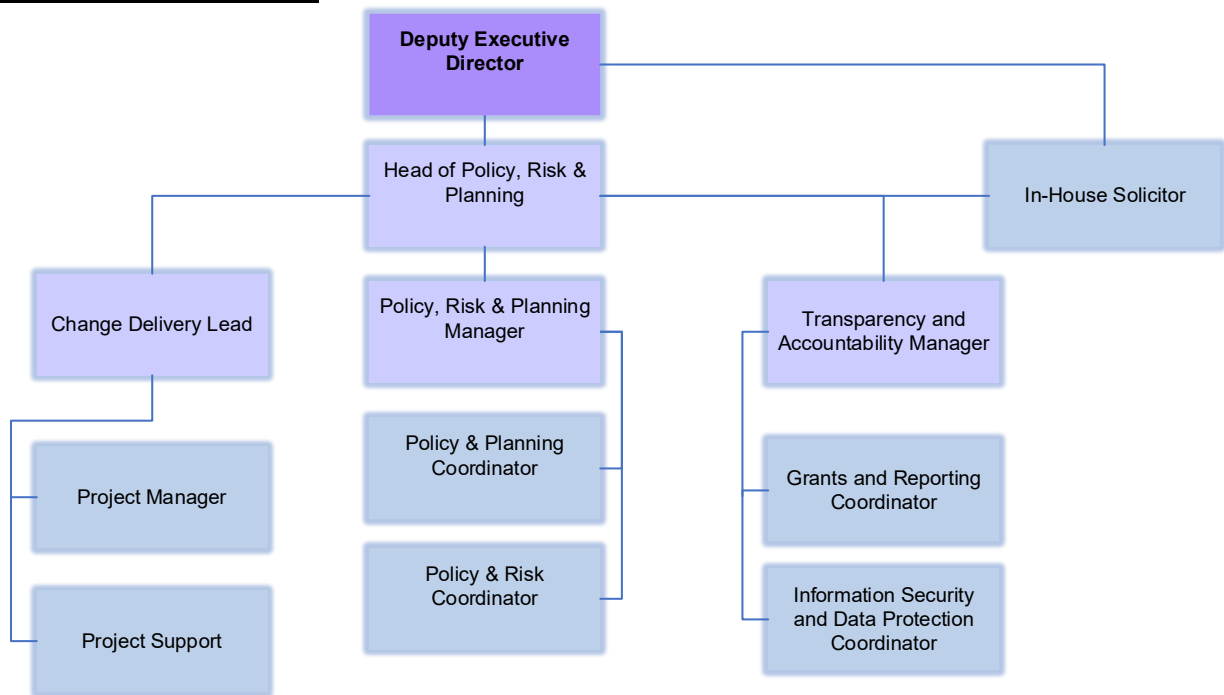 Deputy Executive
Director
Head of Policy, Risk &
Planning
In-House Solicitor
Change Delivery Lead
Policy, Risk & Planning
Manager
Transparency and
Accountability Manager
Project Manager
Policy & Planning
Coordinator
Grants and Reporting
Coordinator
Project Support
Policy & Risk
Coordinator
Information Security
and Data Protection
Coordinator